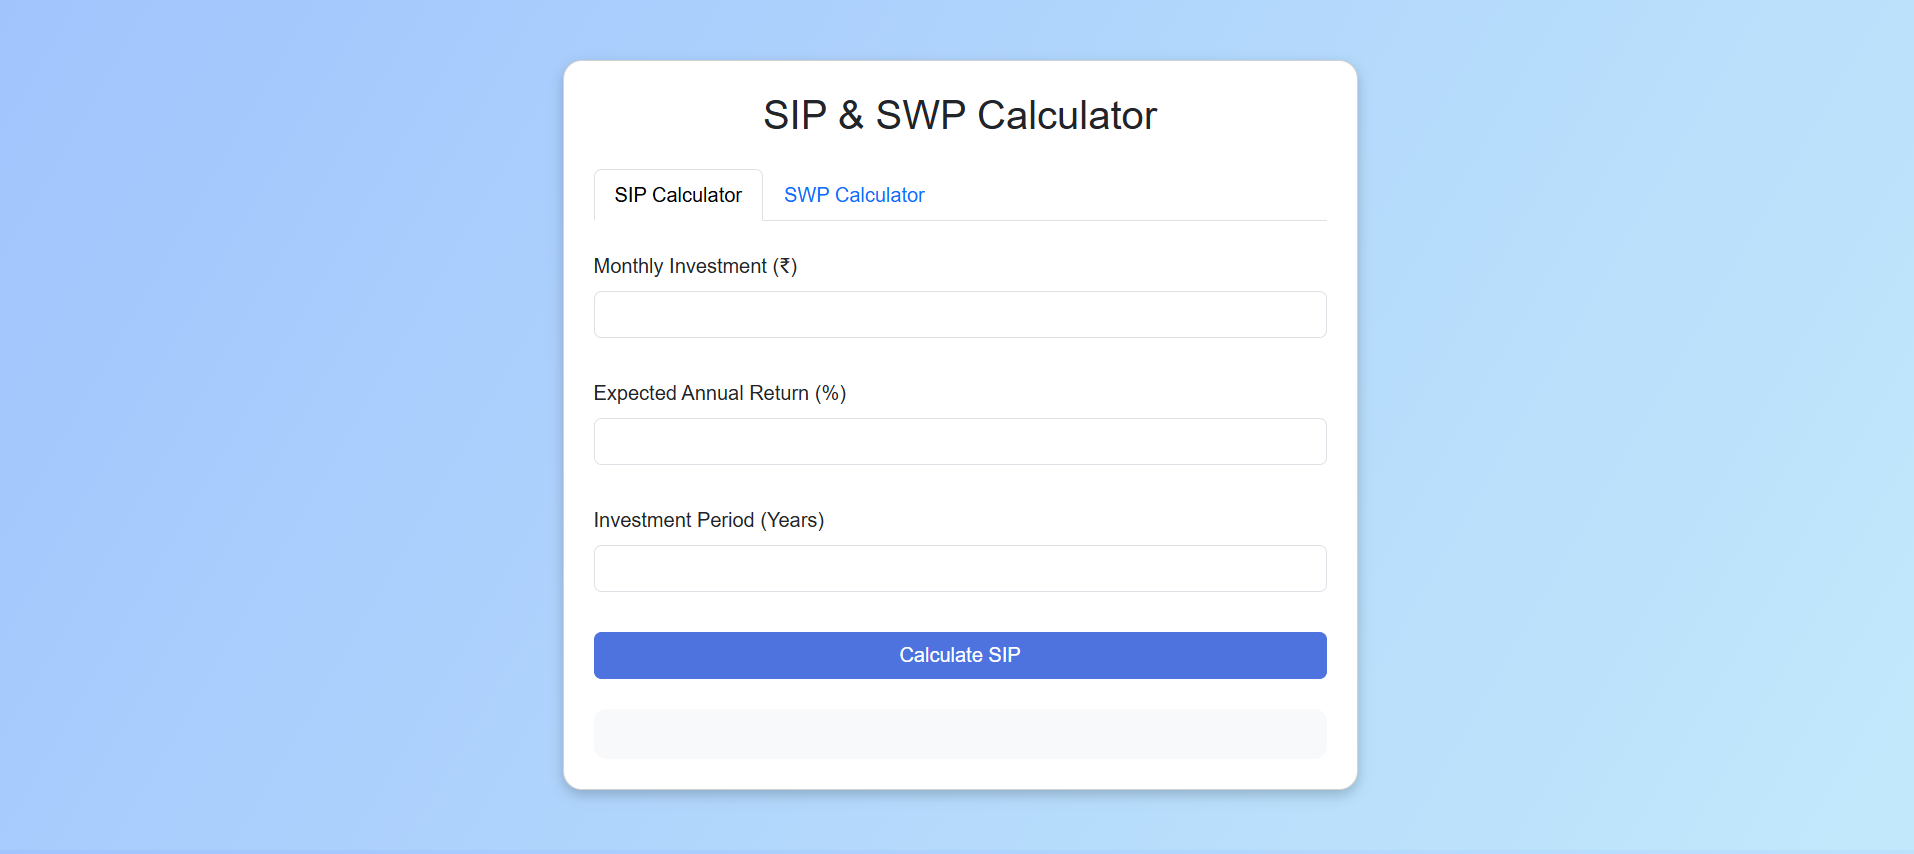 SIP & SWP Calculator
SIP Calculator SWP Calculator
Monthly Investment (₹)
Expected Annual Return (%)
Investment Period (Years)
Calculate SIP